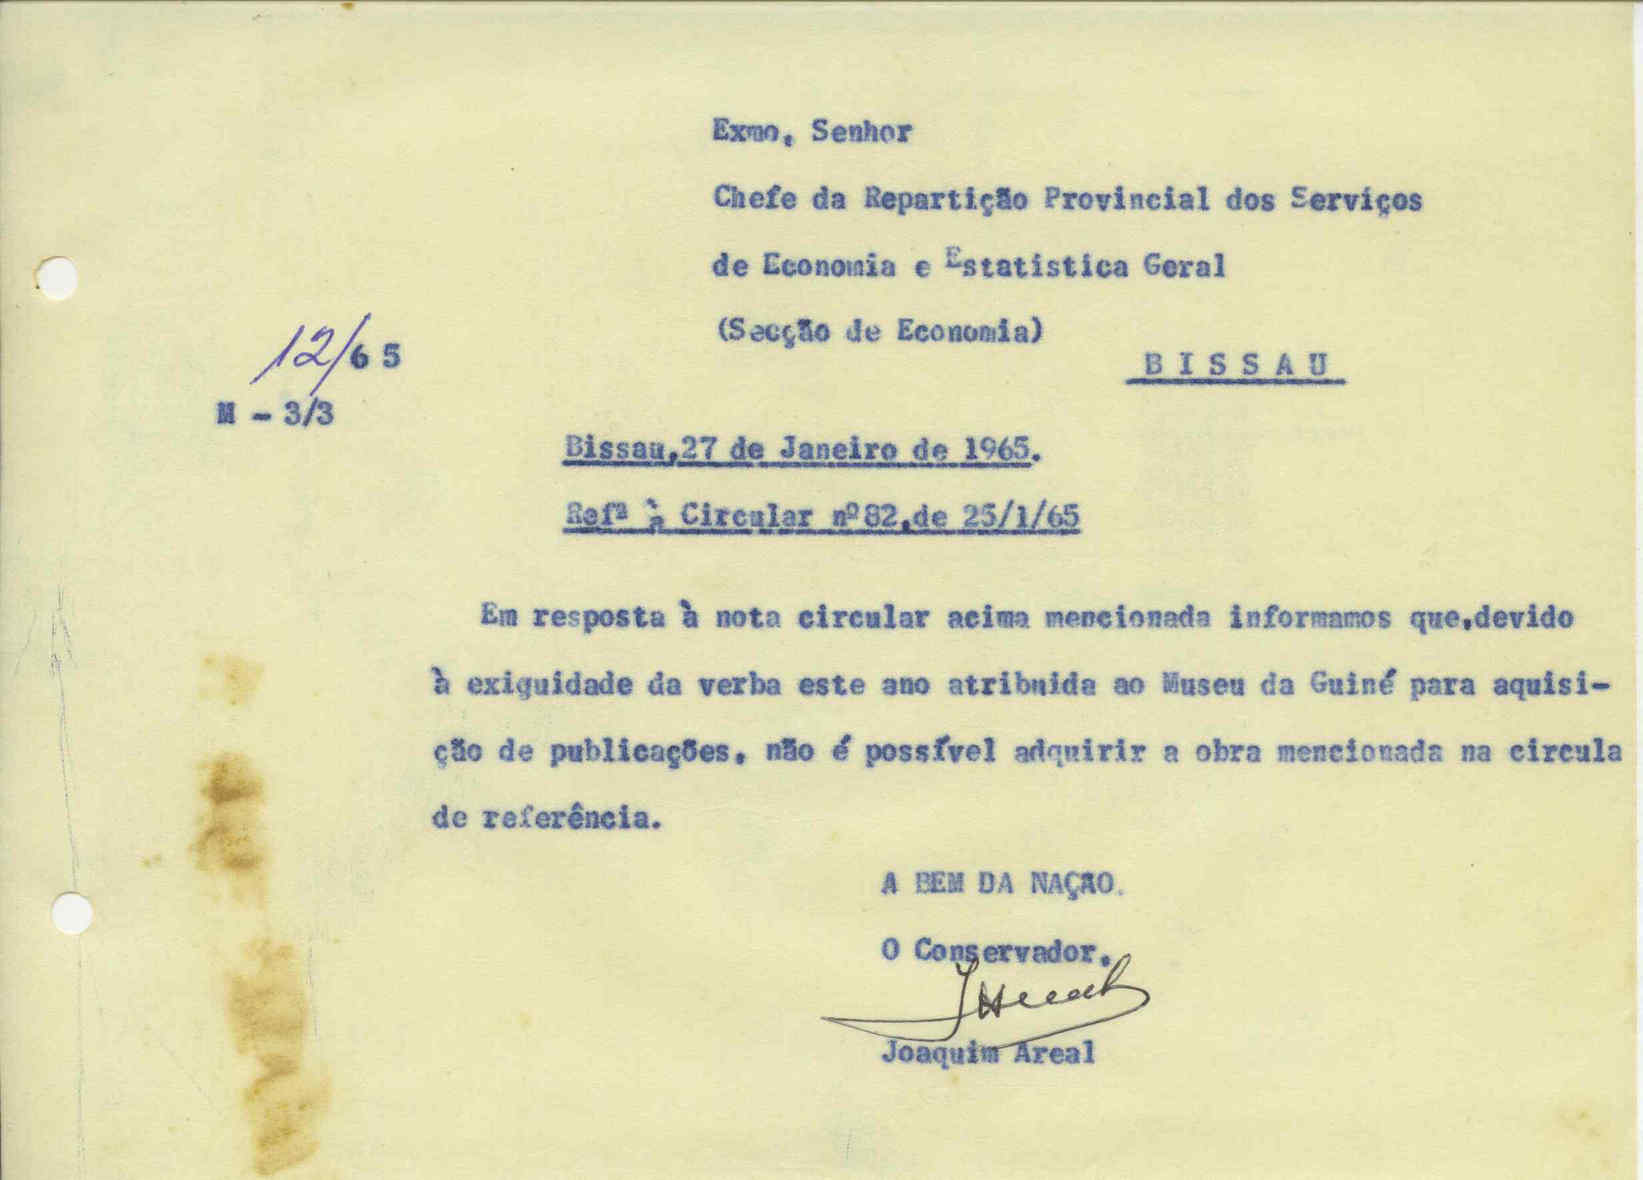 Exmo. Senhor
Chefe da Repartição Provincial dos Serviços
de Economia e Estatistica Geral
(Secção de Economia)
B I S S A U
12/65
M - 3/3
Bissau,27 de Janeiro de 1965.
Refª à Circular nº82,de 25/1/65
Em resposta à nota circular acima mencionada informamos que,devido
à exiguidade da verba este ano atribuida ao Museu da Guiné para aquisi-
ção de publicações, não é possível adquirir a obra mencionada na circula
de referência.
A BEM DA NAÇÃO.
O Conservador,
Joaquim Areal